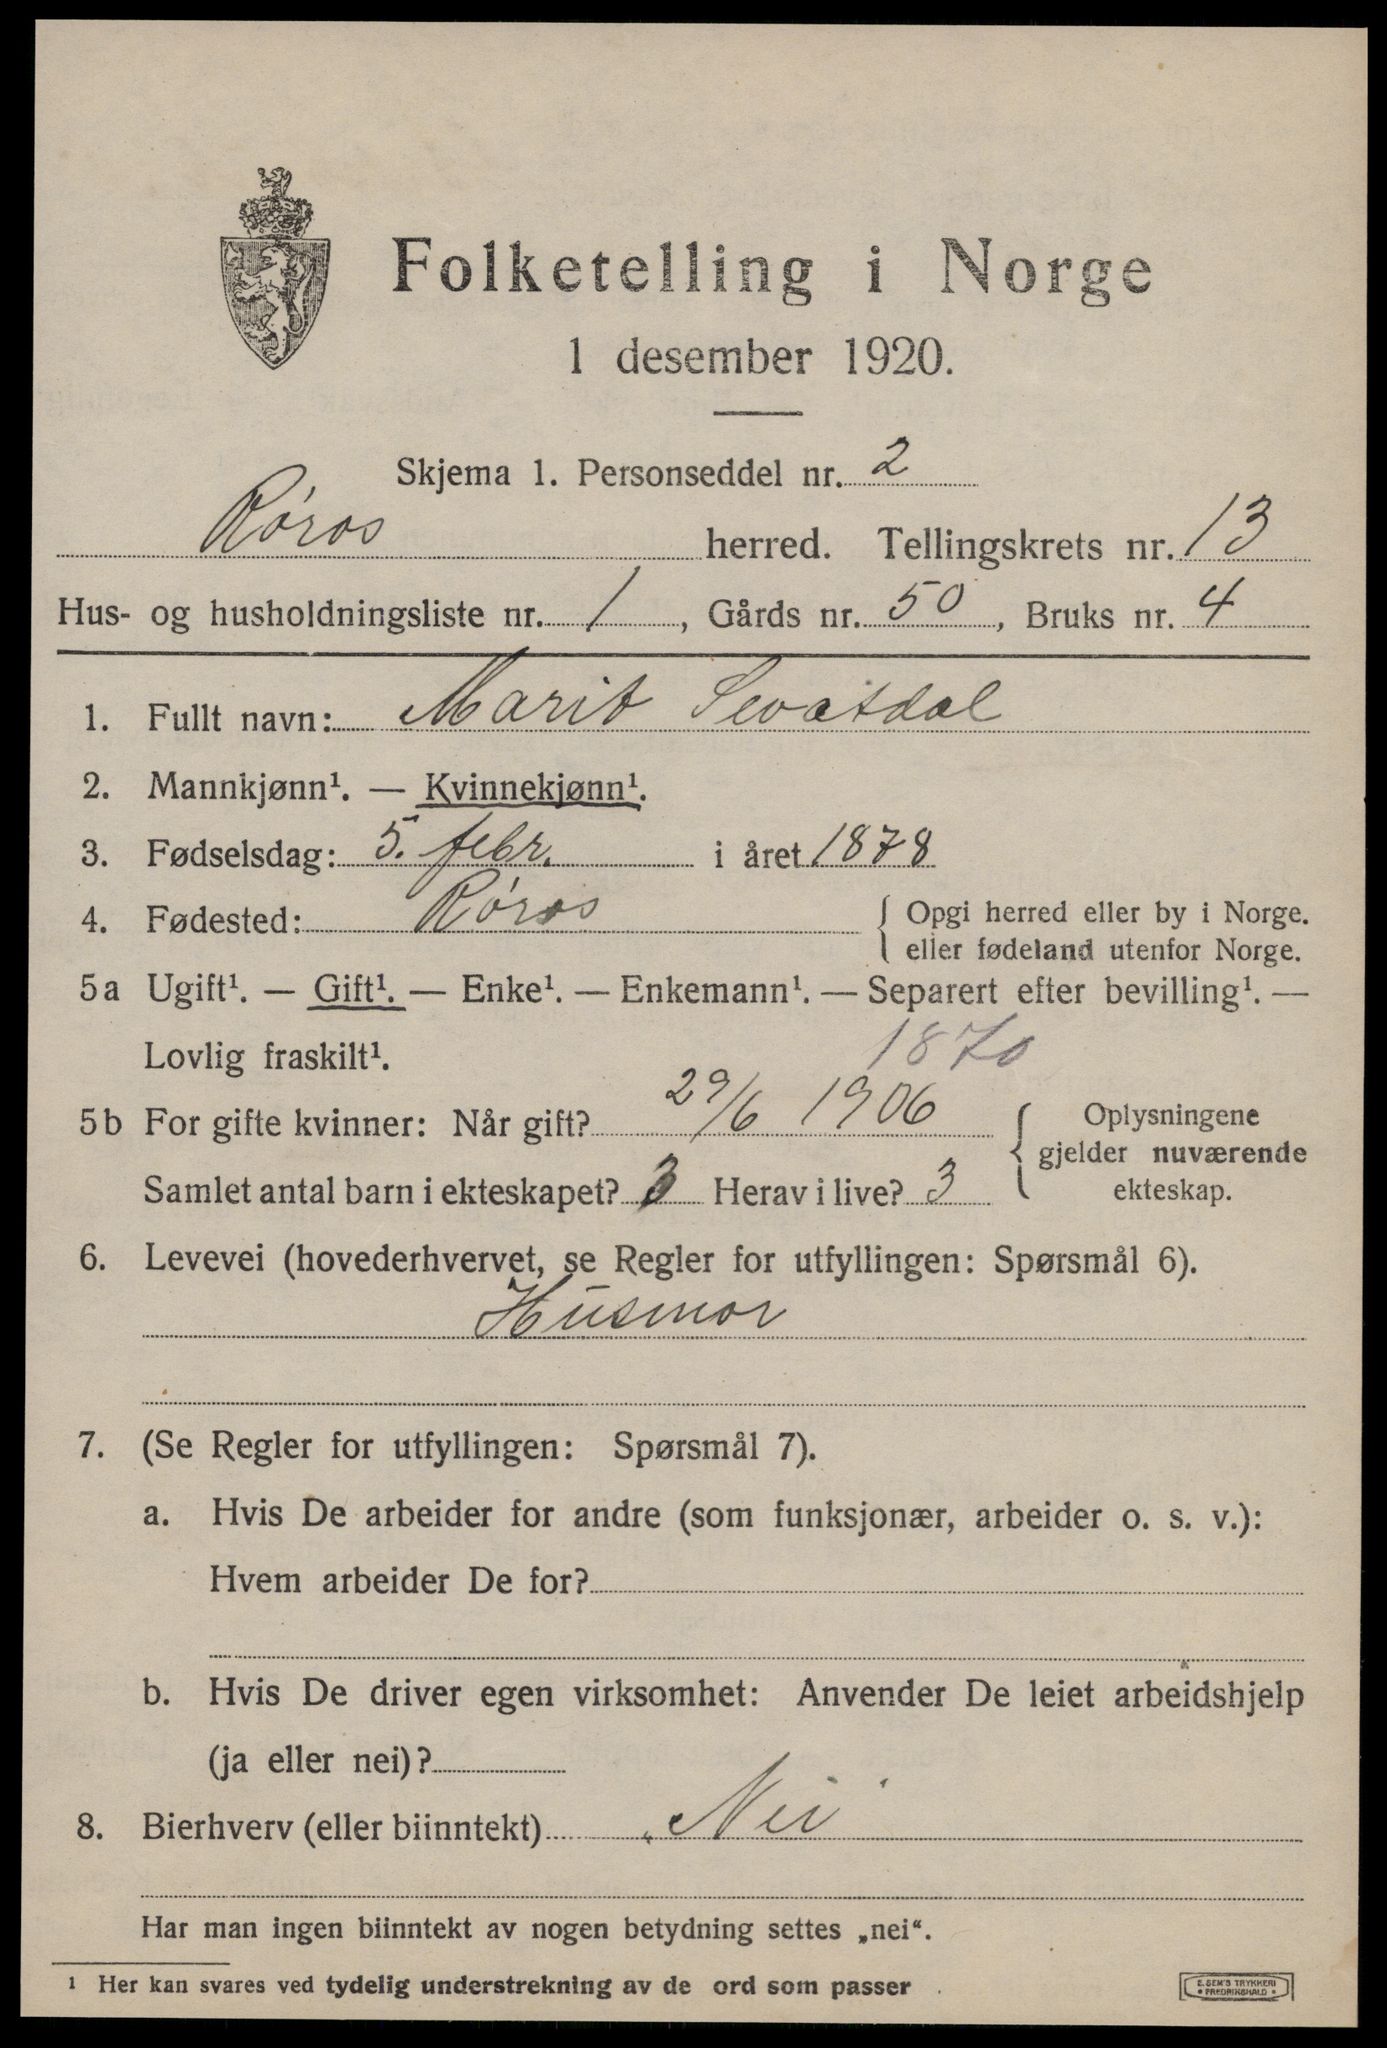 Folketelling i Norge
1 desember 1920.
Skjema 1. Personseddel nr. 2
Røros herred. Tellingskrets nr. 13
Hus- og husholdningsliste nr. 1, Gårds nr. 50, Bruks nr. 4
1. Fullt navn: Marit Sevatdal
2. Mannkjønn¹. — Kvinnekjønn¹.
3. Fødselsdag: 5. febr. i året 1878
4. Fødested: Røros { Opgi herred eller by i Norge.
eller fødeland utenfor Norge.
5a Ugift¹. — Gift¹. — Enke¹. — Enkemann¹. — Separert efter bevilling¹. —
Lovlig fraskilt¹. 1870
5b For gifte kvinner: Når gift? 29/6 1906 { Oplysningene
gjelder nuværende
Samlet antal barn i ekteskapet? 3 Herav i live? 3 ekteskap.
6. Levevei (hovederhvervet, se Regler for utfyllingen: Spørsmål 6).
Husmor
7. (Se Regler for utfyllingen: Spørsmål 7).
a. Hvis De arbeider for andre (som funksjonær, arbeider o. s. v.):
Hvem arbeider De for?
b. Hvis De driver egen virksomhet: Anvender De leiet arbeidshjelp
(ja eller nei)?
8. Bierhverv (eller biinntekt) Nei
Har man ingen biinntekt av nogen betydning settes „nei“.
¹ Her kan svares ved tydelig understrekning av de ord som passer.
E. SEM'S TRYKKERI
• FREDRIKSHALD •